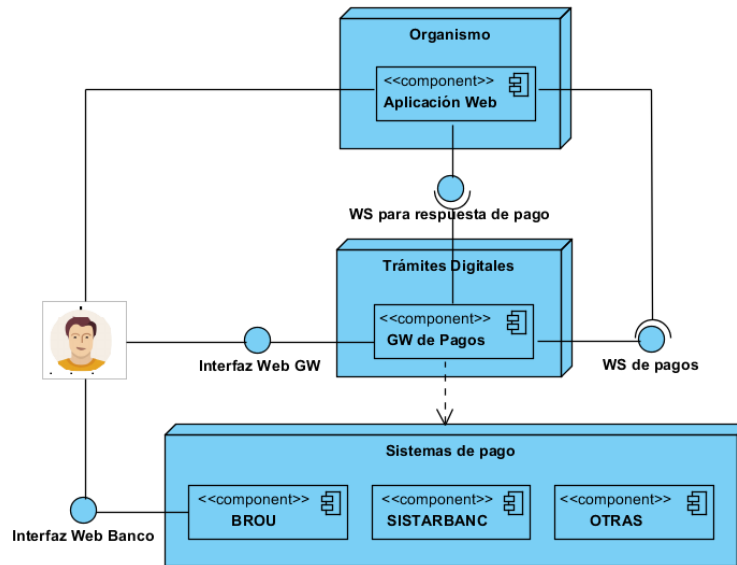 Organismo
<<component>>
Aplicación Web
WS para respuesta de pago
Trámites Digitales
<<component>>
GW de Pagos
Interfaz Web GW
WS de pagos
Sistemas de pago
<<component>>
BROU
<<component>>
SISTARBANC
<<component>>
OTRAS
Interfaz Web Banco